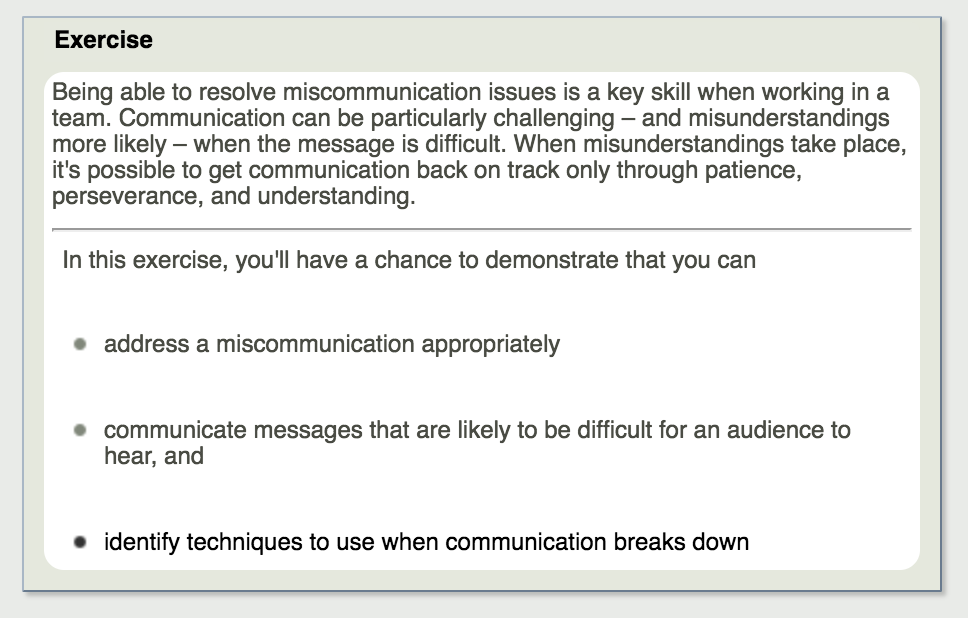 Exercise
Being able to resolve miscommunication issues is a key skill when working in a
team. Communication can be particularly challenging – and misunderstandings
more likely – when the message is difficult. When misunderstandings take place,
it's possible to get communication back on track only through patience,
perseverance, and understanding.
In this exercise, you'll have a chance to demonstrate that you can
address a miscommunication appropriately
communicate messages that are likely to be difficult for an audience to
hear, and
identify techniques to use when communication breaks down